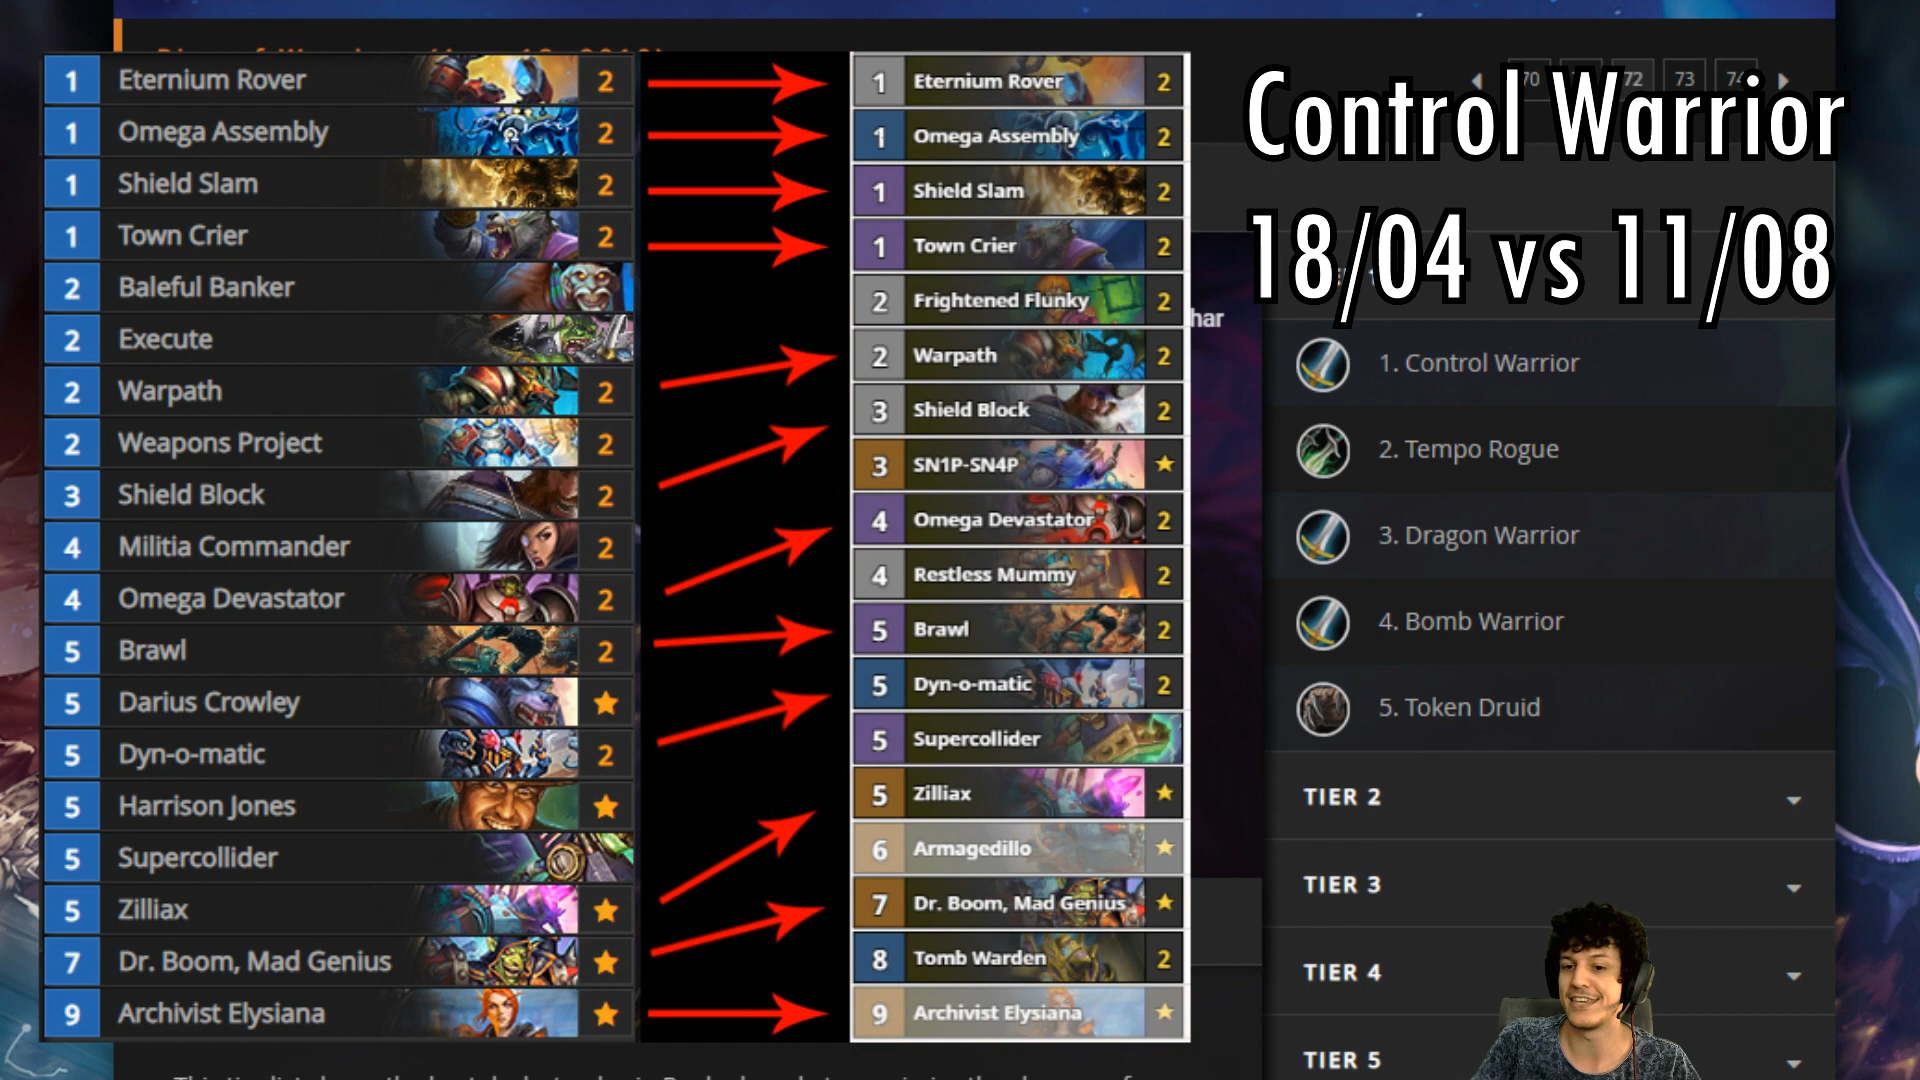 1 Eternium Rover 2
1 Omega Assembly 2
1 Shield Slam 2
1 Town Crier 2
2 Baleful Banker
2 Execute
2 Warpath 2
2 Weapons Project 2
3 Shield Block 2
4 Militia Commander 2
4 Omega Devastator 2
5 Brawl 2
5 Darius Crowley
5 Dyn-o-matic 2
5 Harrison Jones
5 Supercollider
5 Zilliax
7 Dr. Boom, Mad Genius
9 Archivist Elysiana
1 Eternium Rover 2
1 Omega Assembly 2
1 Shield Slam 2
1 Town Crier 2
2 Frightened Flunky 2
2 Warpath 2
3 Shield Block 2
3 SN1P-SN4P
4 Omega Devastator 2
4 Restless Mummy 2
5 Brawl 2
5 Dyn-o-matic 2
5 Supercollider
5 Zilliax
6 Armagedillo
7 Dr. Boom, Mad Genius
8 Tomb Warden 2
9 Archivist Elysiana
70 72 73 74
Control Warrior
18/04 vs 11/08
har
1. Control Warrior
2. Tempo Rogue
3. Dragon Warrior
4. Bomb Warrior
5. Token Druid
TIER 2
TIER 3
TIER 4
TIER 5